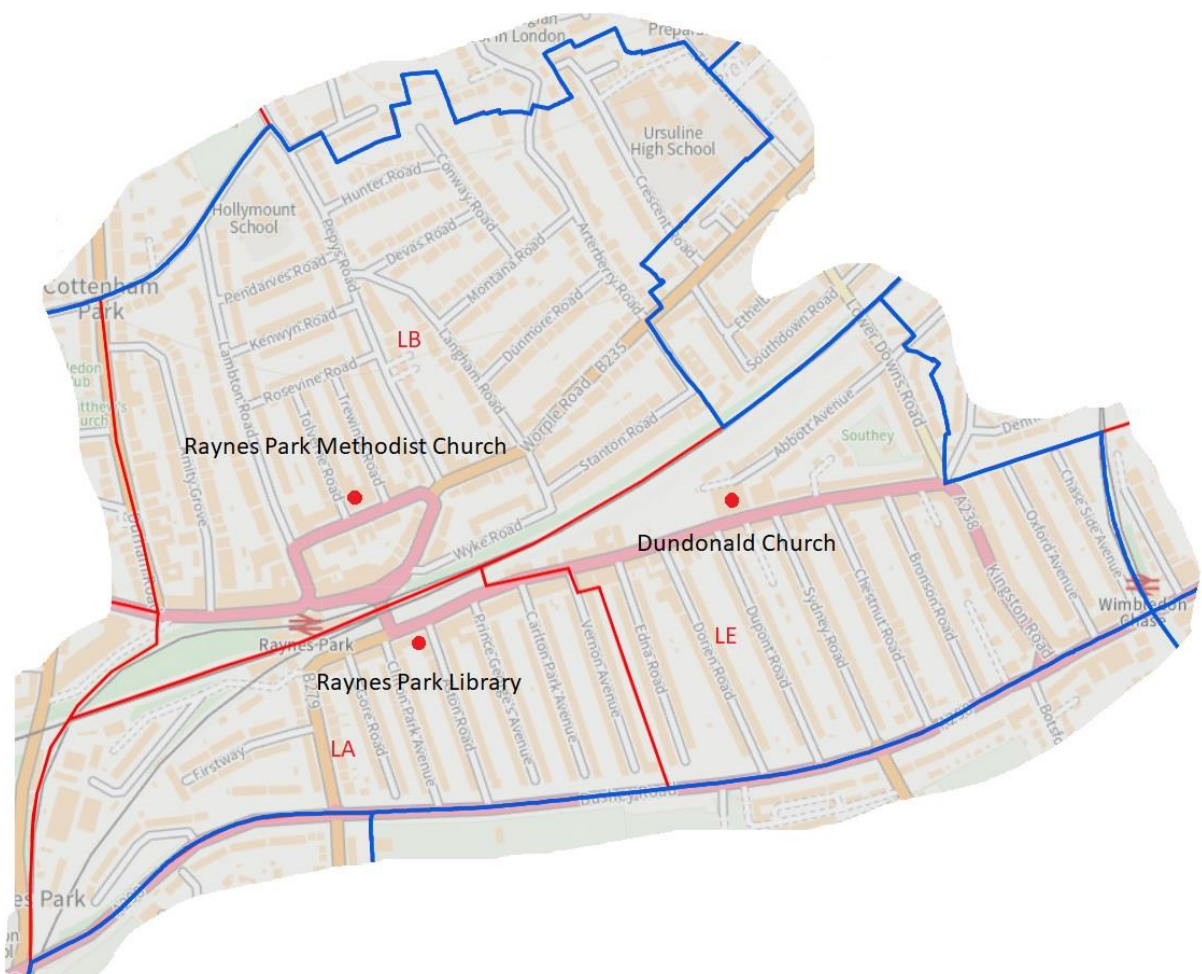 in London
Ursuline
High School
Hunter Road
Conway Road
Hollymount
School
Pepys Road
Crescent Road
Devas Road
Arterberry Road
Pendarves Road
Montana Road
Cottenham
Park
Kenwyn Road
Lambton Road
LB
Langham Road
Dunmore Road
Southdown Road
Lower Downs Road
B235
Worple Road
Rosevine Road
Trewin
Tolverne Road
Stanton Road
Abbott Avenue
Southey
Raynes Park Methodist Church
Durham Road
Wyke Road
Dundonald Church
A238
Kingston Road
Oxford Avenue
Chase Side Avenue
Wimbledon
Chase
Bronson Road
Chestnut Road
Sydney Road
Dupont Road
Dorien Road
Edna Road
LE
Vernon Avenue
Carlton Park Avenue
Prince George's Avenue
Raynes Park
Raynes Park Library
LA
Firstway
Gore Road
Park Avenue
Bushey Road
es Park